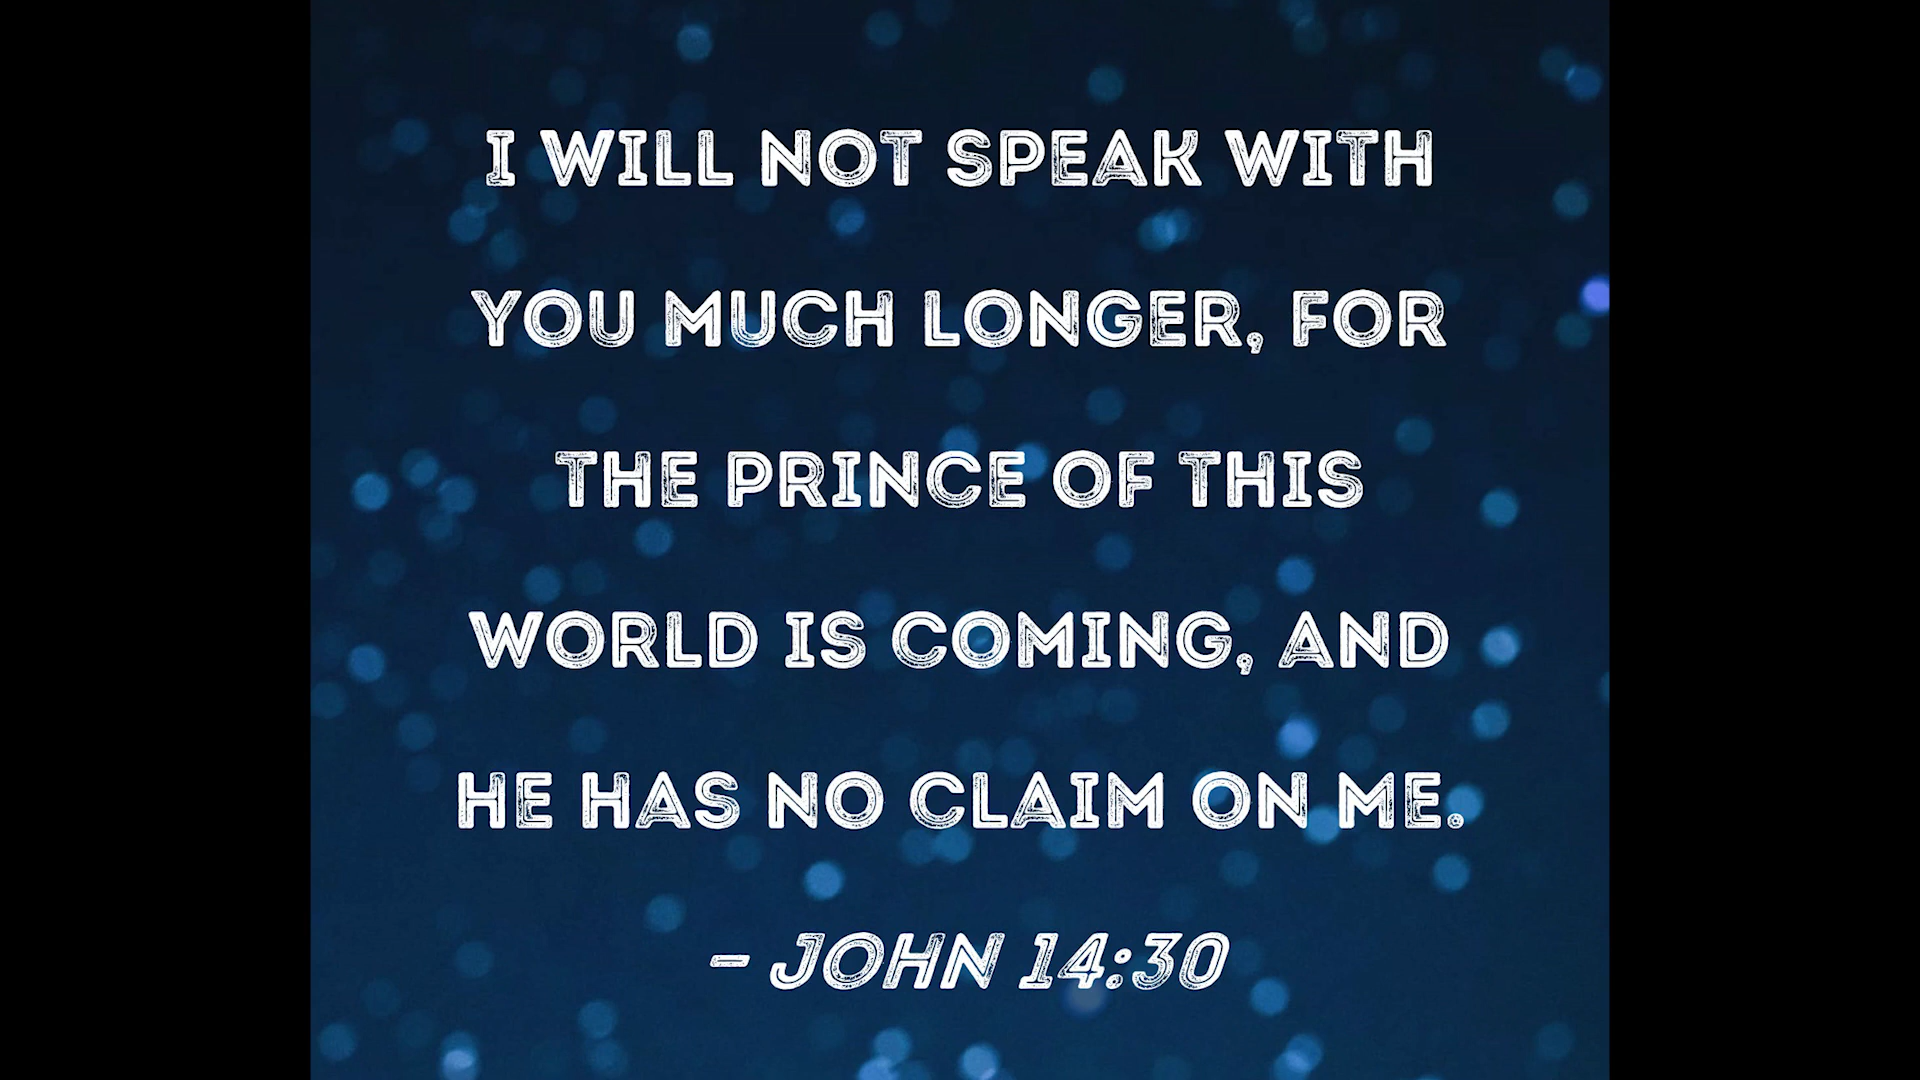 I WILL NOT SPEAK WITH
YOU MUCH LONGER, FOR
THE PRINCE OF THIS
WORLD IS COMING, AND
HE HAS NO CLAIM ON ME.
- JOHN 14:30